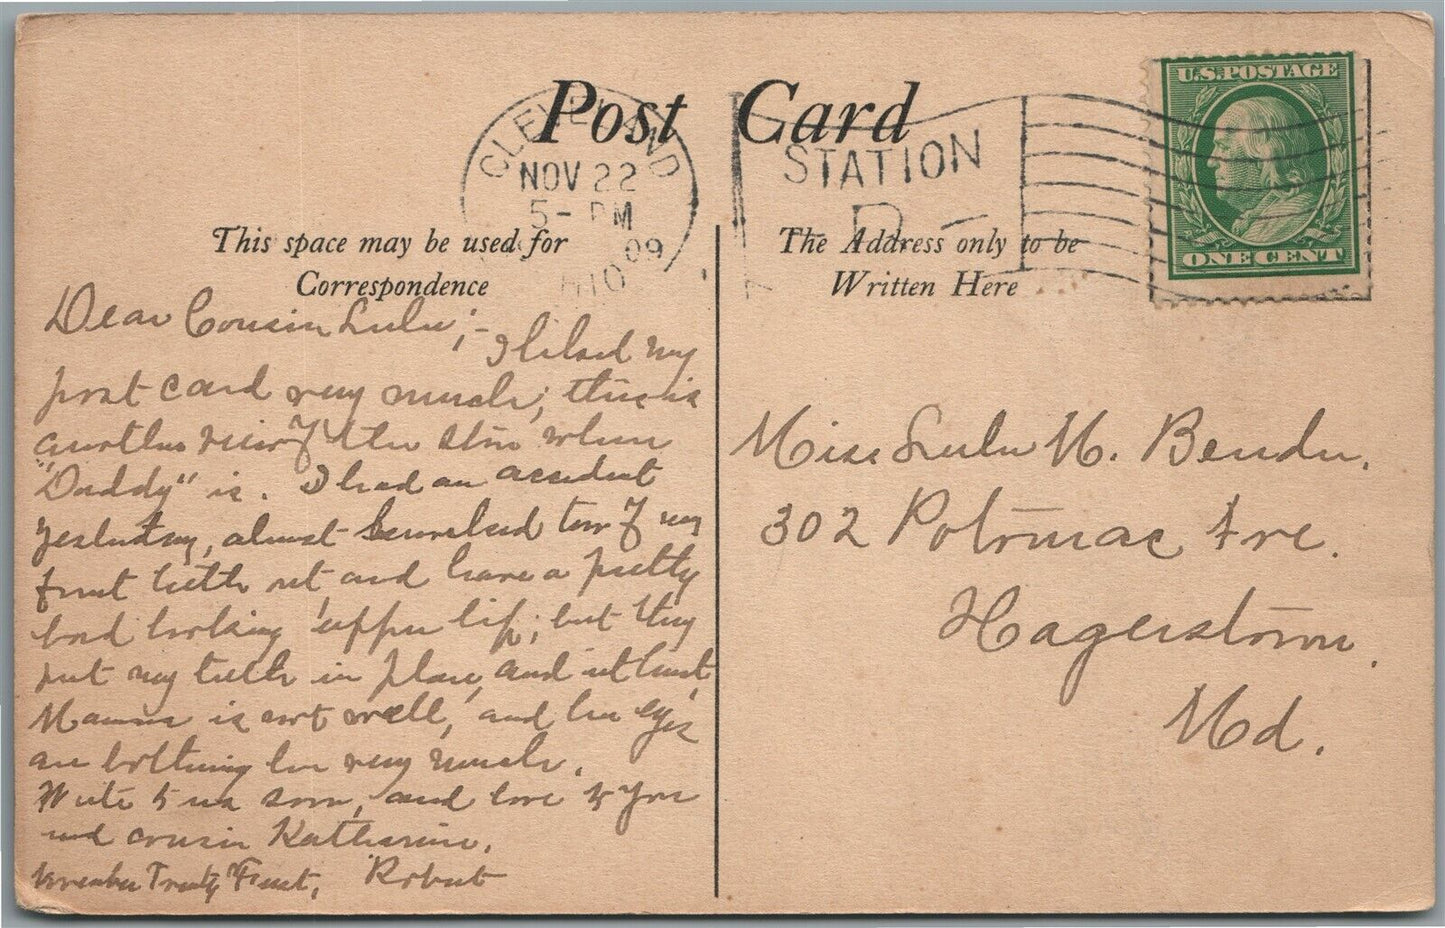 Post Card
CLEVELAND
NOV 22
5- PM
09
OHIO
STATION
D
U.S. POSTAGE
ONE CENT
This space may be used for
Correspondence
The Address only to be
Written Here
Dear Cousin Lulu;-
I liked my
post card very much; this is
another view of the store where
"Daddy" is. I had an accident
yesterday, almost knocked two of my
front teeth out and have a pretty
bad looking upper lip; but they
put my teeth in place, and it hurt,
Mamma is not well, and her eyes
are bothering her very much.
Write to us soon, and love to you
and cousin Katharine.
November Twenty First, Robert
Miss Lulu M. Bender.
302 Potomac Ave.
Hagerstown.
Md.